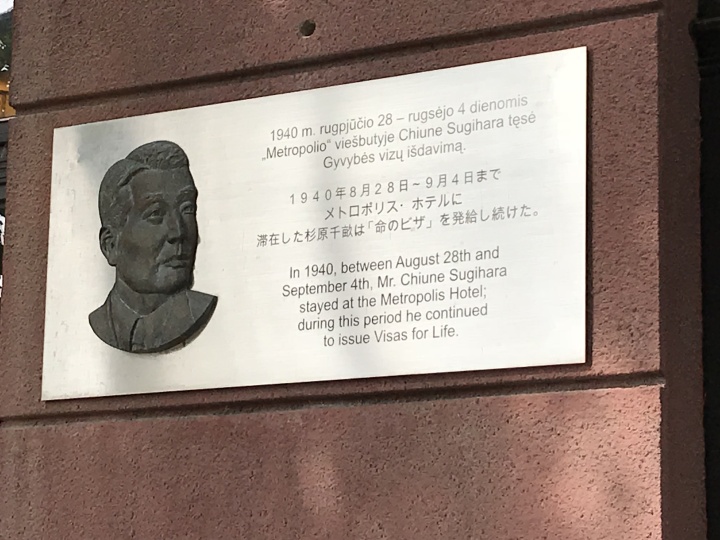 1940 m. rugpjūčio 28 – rugsėjo 4 dienomis
„Metropolio" viešbutyje Chiune Sugihara tęsė
Gyvybės vizų išdavimą.
１９４０年８月２８日~９月４日まで
メトロポリス・ホテルに
滞在した杉原千畝は「命のビザ」を発給し続けた。
In 1940, between August 28th and
September 4th, Mr. Chiune Sugihara
stayed at the Metropolis Hotel;
during this period he continued
to issue Visas for Life.